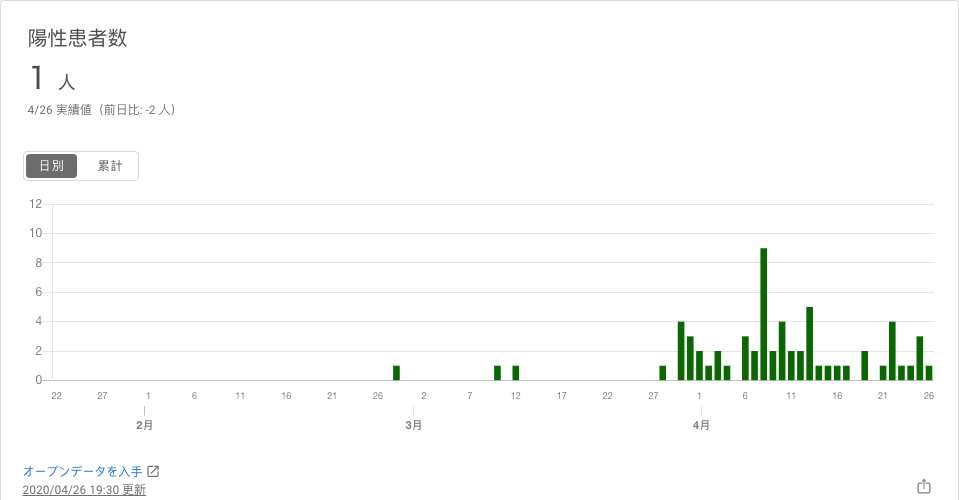 陽性患者数
1 人
4/26 実績値（前日比: -2 人）
日別 累計
12
10
8
6
4
2
0
22 27 1 6 11 16 21 26 2 7 12 17 22 27 1 6 11 16 21 26
2月 3月 4月
オープンデータを入手
2020/04/26 19:30 更新